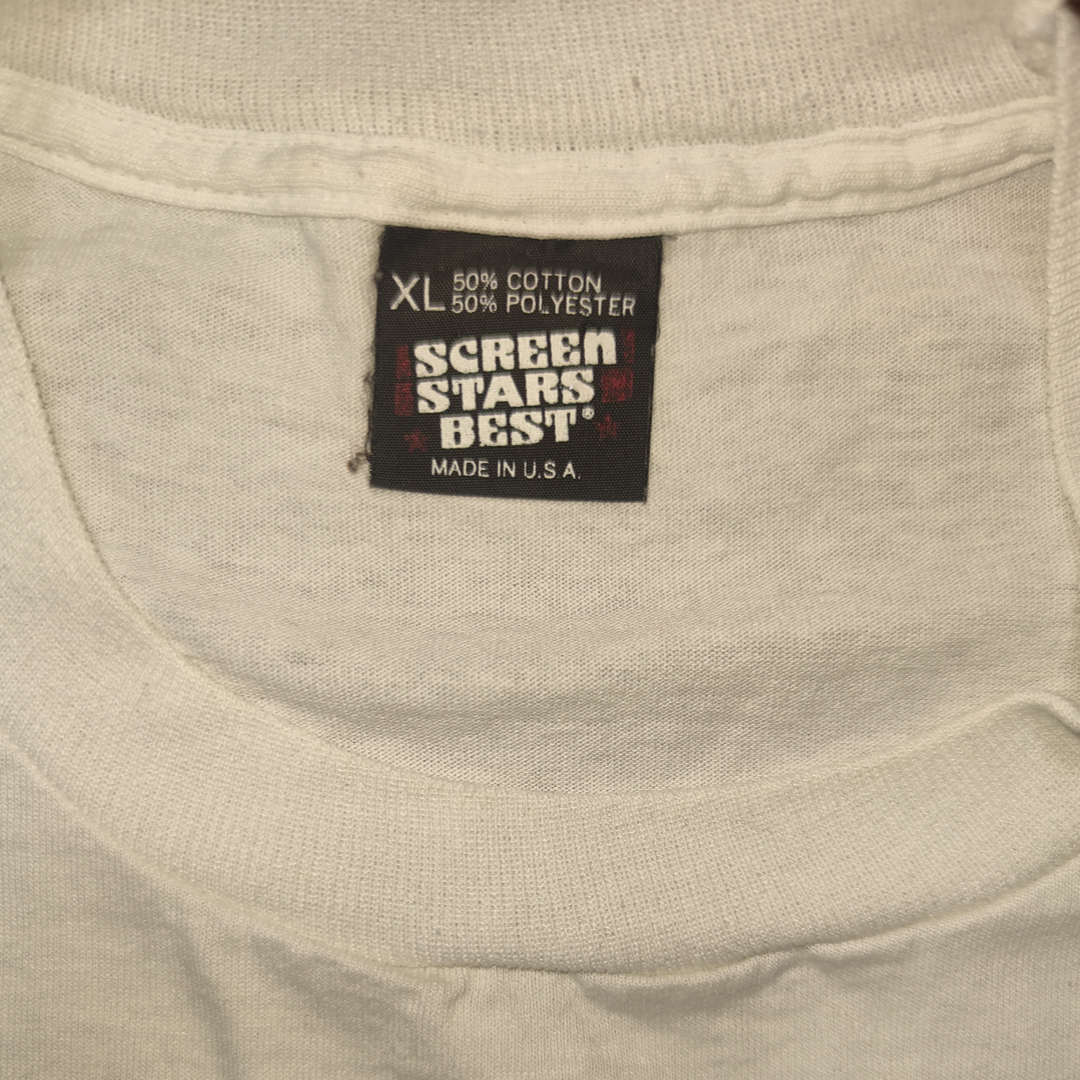 XL 50% COTTON
50% POLYESTER
SCREEN
STARS
BEST®
MADE IN U.S.A.